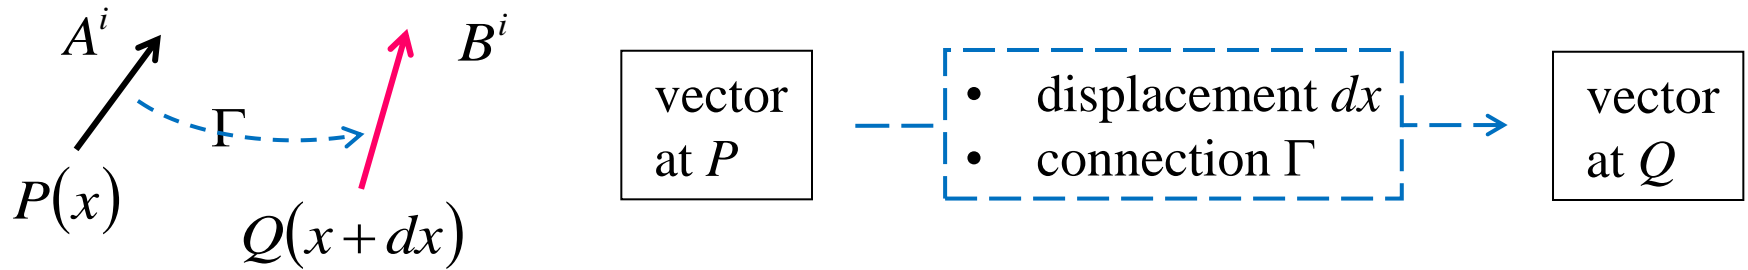 A^i
B^i
Γ
P(x)
Q(x + dx)
vector
at P
• displacement dx
• connection Γ
vector
at Q